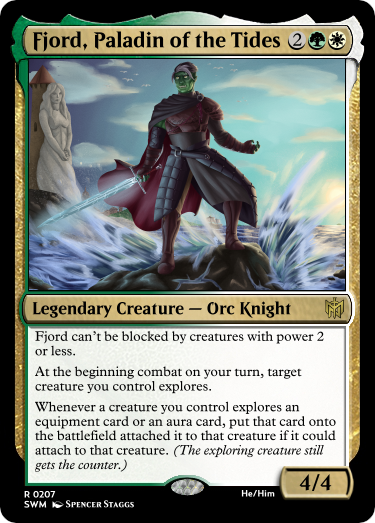 Fjord, Paladin of the Tides 2
Legendary Creature — Orc Knight
Fjord can't be blocked by creatures with power 2
or less.
At the beginning combat on your turn, target
creature you control explores.
Whenever a creature you control explores an
equipment card or an aura card, put that card onto
the battlefield attached it to that creature if it could
attach to that creature. (The exploring creature still
gets the counter.)
4/4
R 0207
He/Him
SWM SPENCER STAGGS